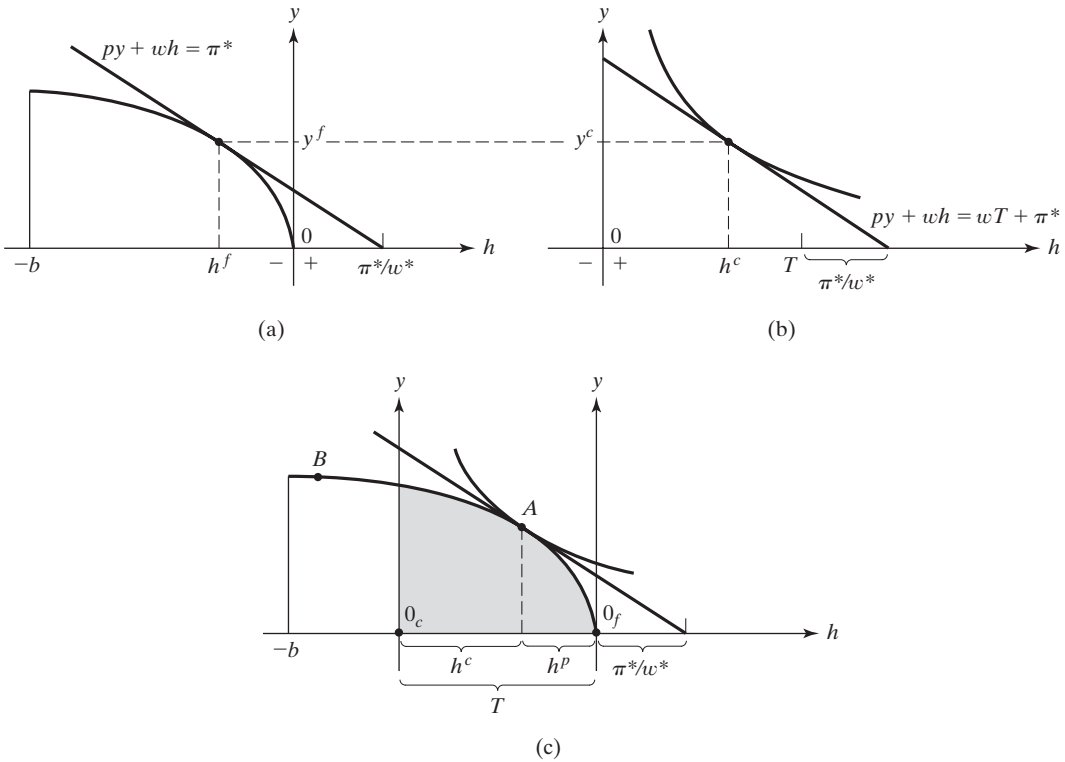 y
py + wh = π*
y^f
0
h
−b
h^f
− +
π*/w*
(a)
y
y^c
py + wh = wT + π*
0
h
− +
h^c
T
π*/w*
(b)
y
y
B
A
0_c
0_f
h
−b
h^c
h^p
π*/w*
T
(c)